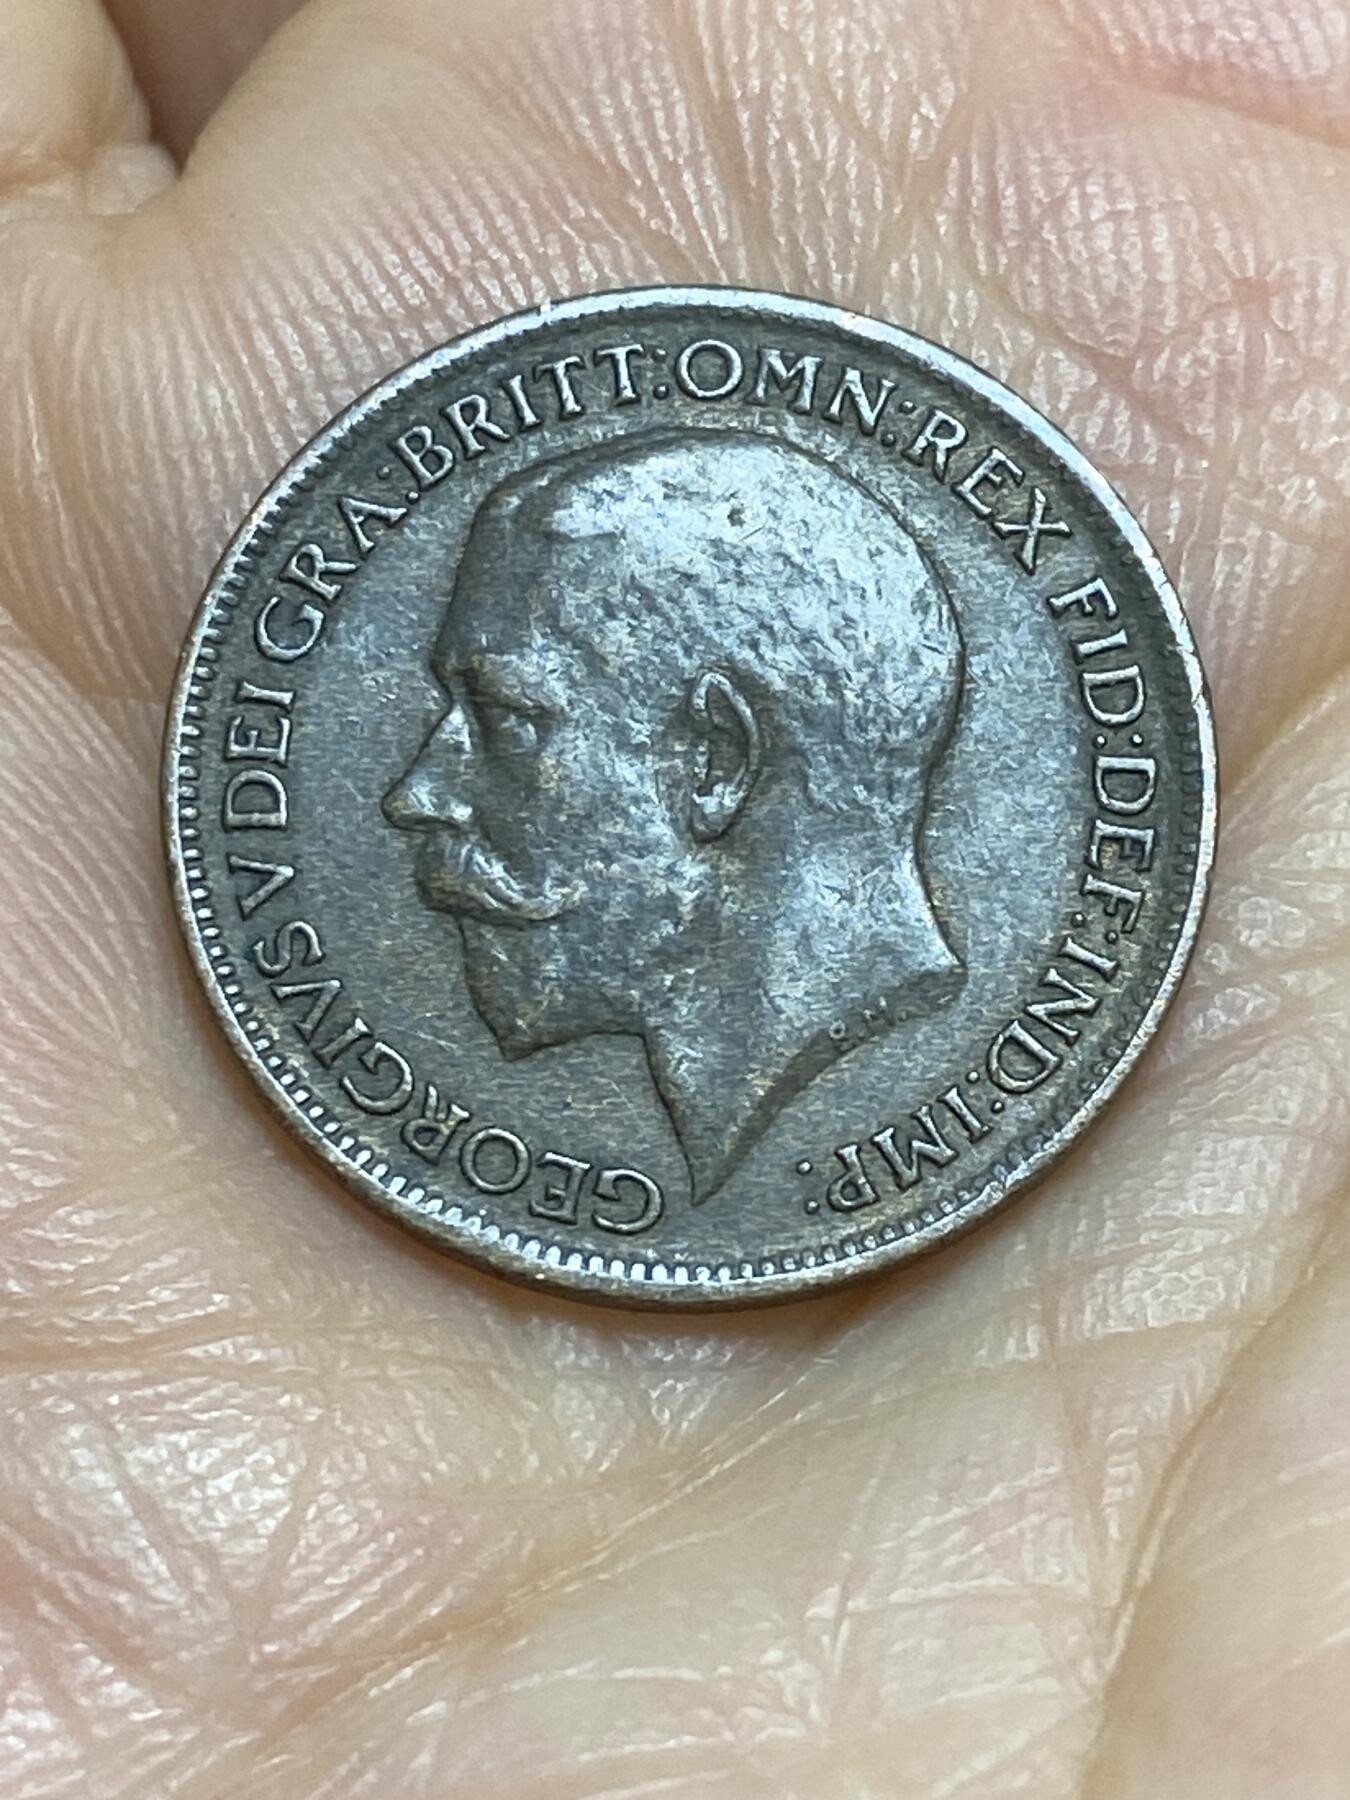 GEORGIVS V DEI GRA: BRITT: OMN: REX FID: DEF: IND: IMP: